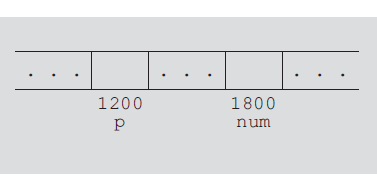 . . . . . . . . .
1200 1800
p num